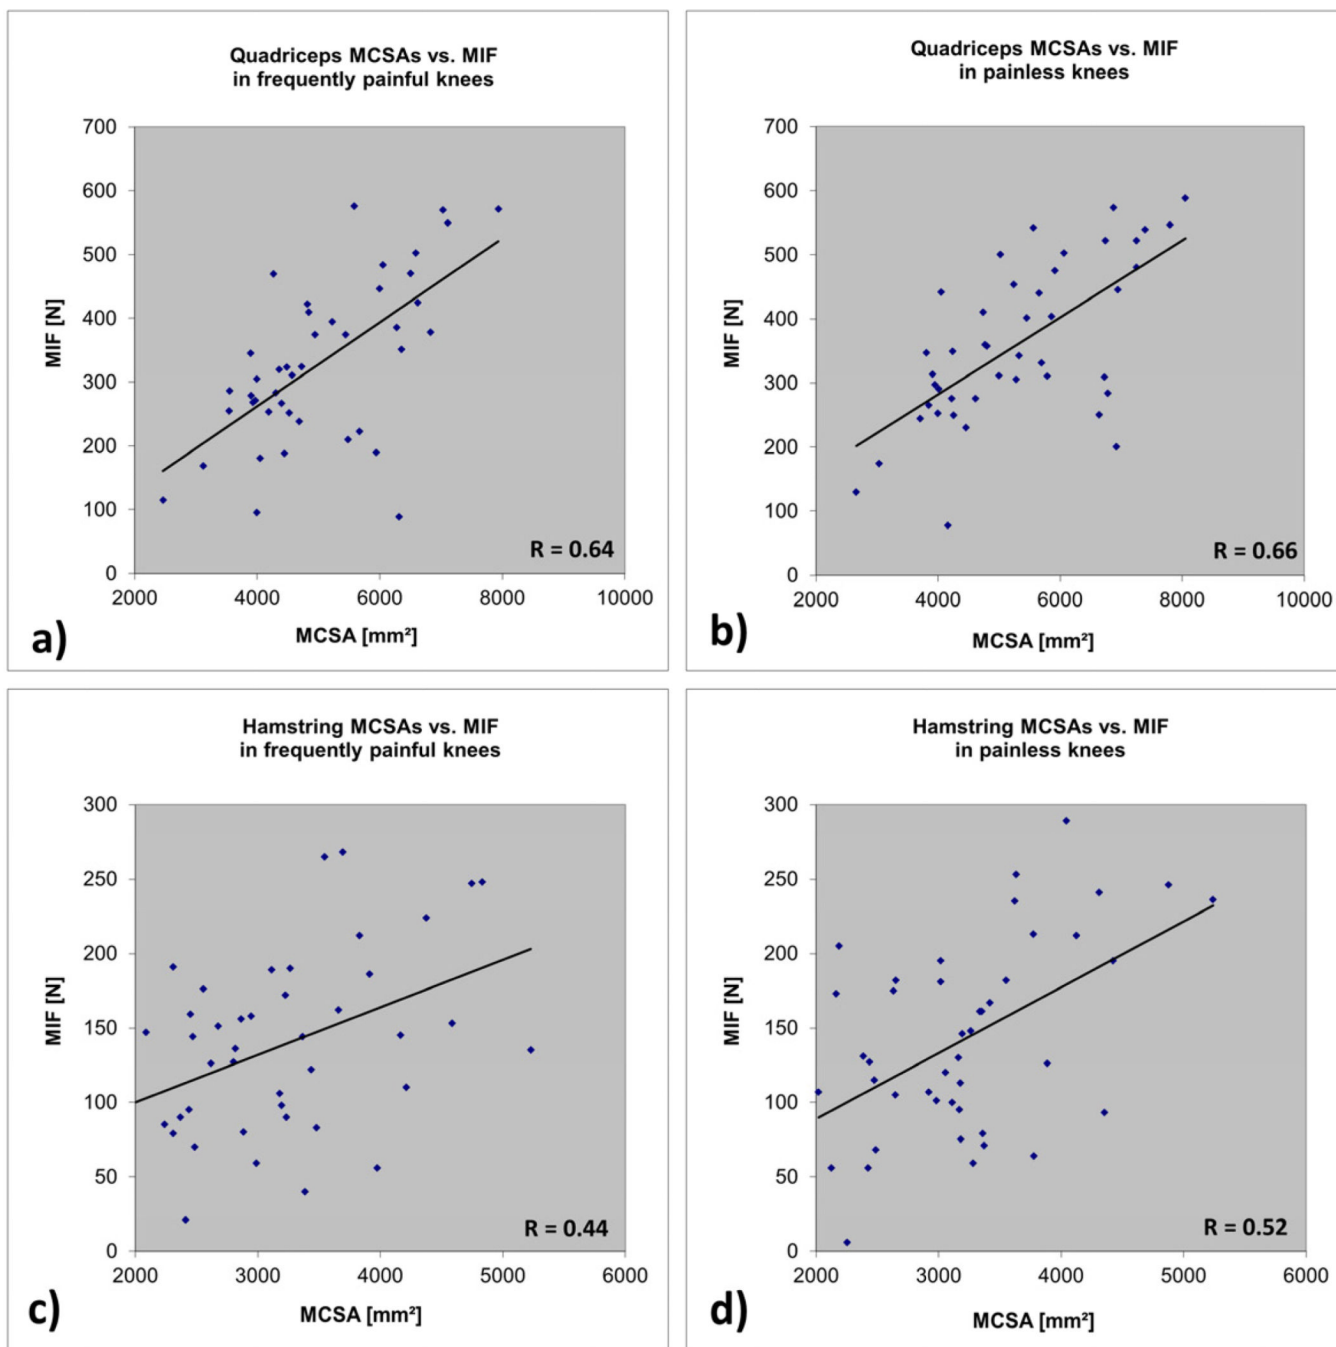 Quadriceps MCSAs vs. MIF
in frequently painful knees
700
600
500
400
300
200
100
0
MIF [N]
2000 4000 6000 8000 10000
MCSA [mm²]
R = 0.64
a)
Quadriceps MCSAs vs. MIF
in painless knees
700
600
500
400
300
200
100
0
MIF [N]
2000 4000 6000 8000 10000
MCSA [mm²]
R = 0.66
b)
Hamstring MCSAs vs. MIF
in frequently painful knees
300
250
200
150
100
50
0
MIF [N]
2000 3000 4000 5000 6000
MCSA [mm²]
R = 0.44
c)
Hamstring MCSAs vs. MIF
in painless knees
300
250
200
150
100
50
0
MIF [N]
2000 3000 4000 5000 6000
MCSA [mm²]
R = 0.52
d)